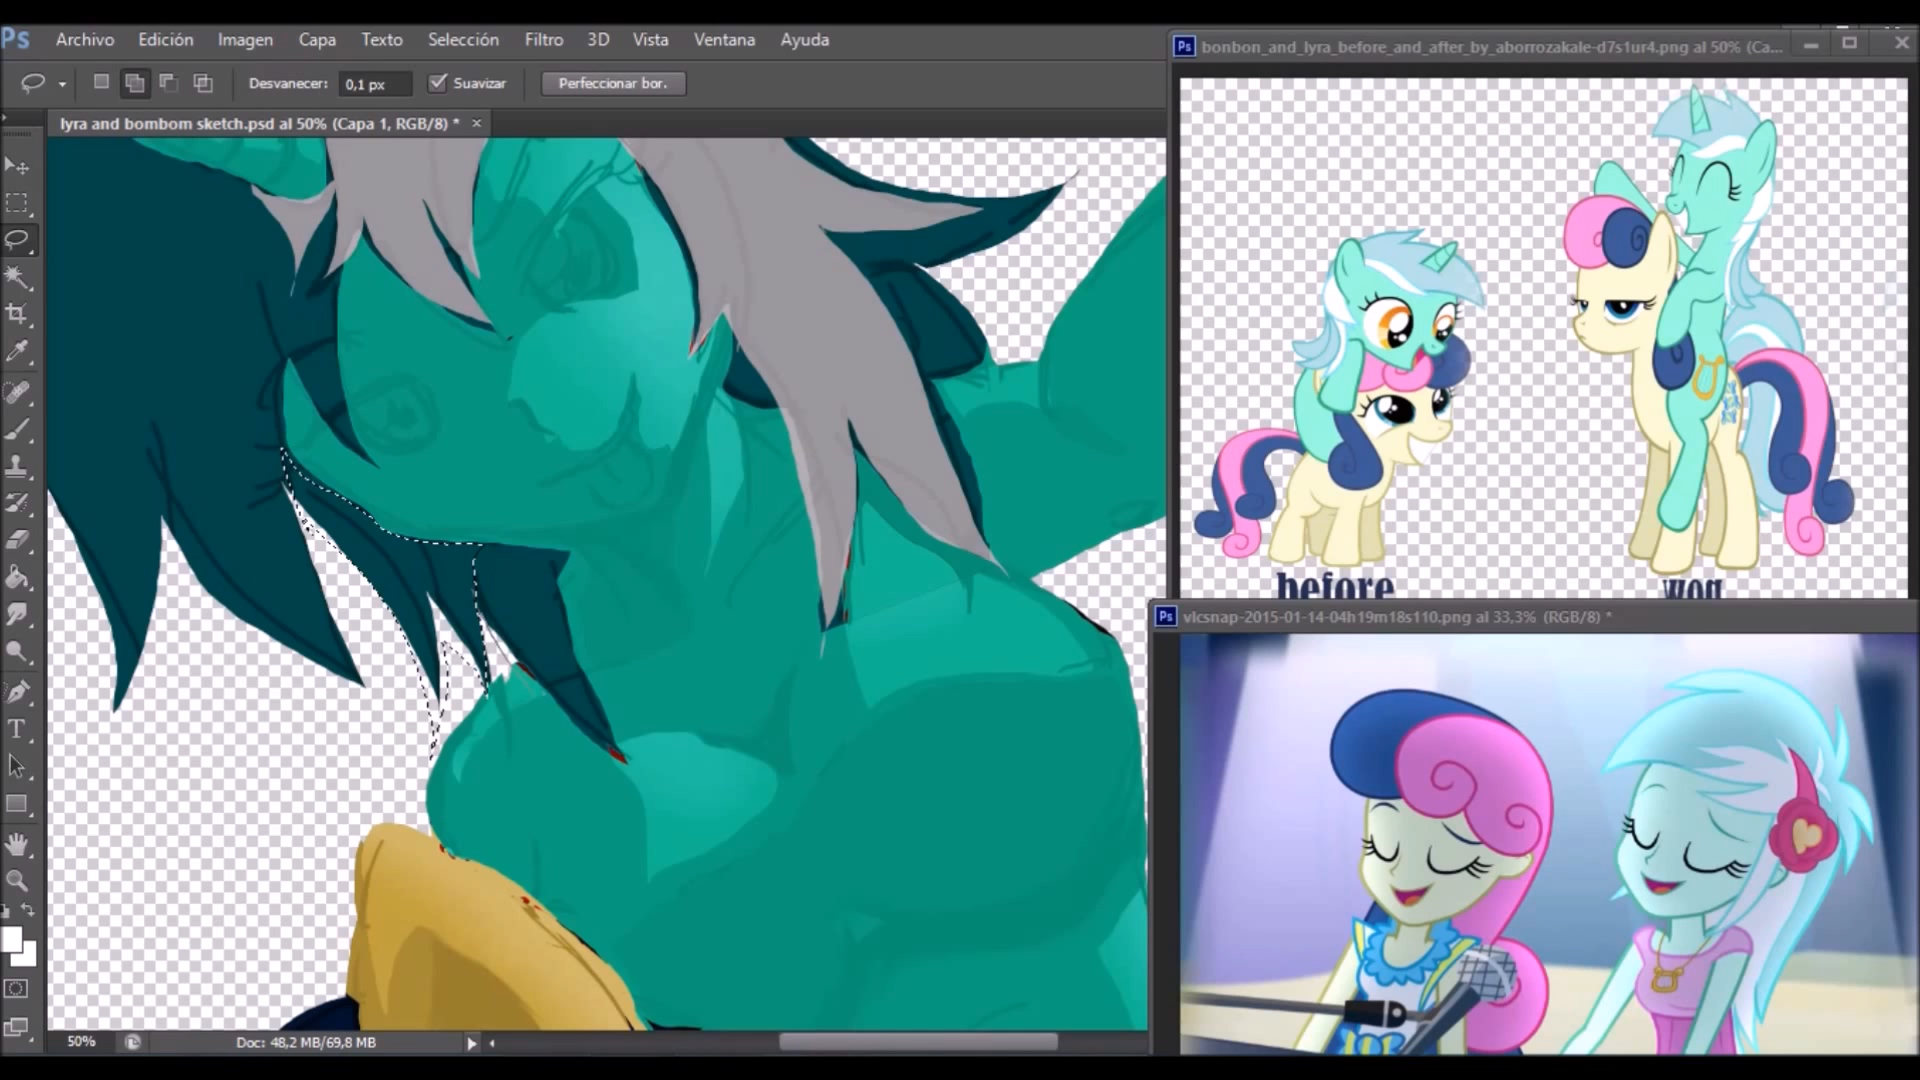 Ps Archivo Edición Imagen Capa Texto Selección Filtro 3D Vista Ventana Ayuda
Ps bonbon_and_lyra_before_and_after_by_aborrozakale-d7s1ur4.png al 50% (Ca...
Desvanecer: 0,1 px Suavizar Perfeccionar bor.
lyra and bombom sketch.psd al 50% (Capa 1, RGB/8) * ×
before
Ps vlcsnap-2015-01-14-04h19m18s110.png al 33,3% (RGB/8) *
T
50% Doc: 48,2 MB/69,8 MB